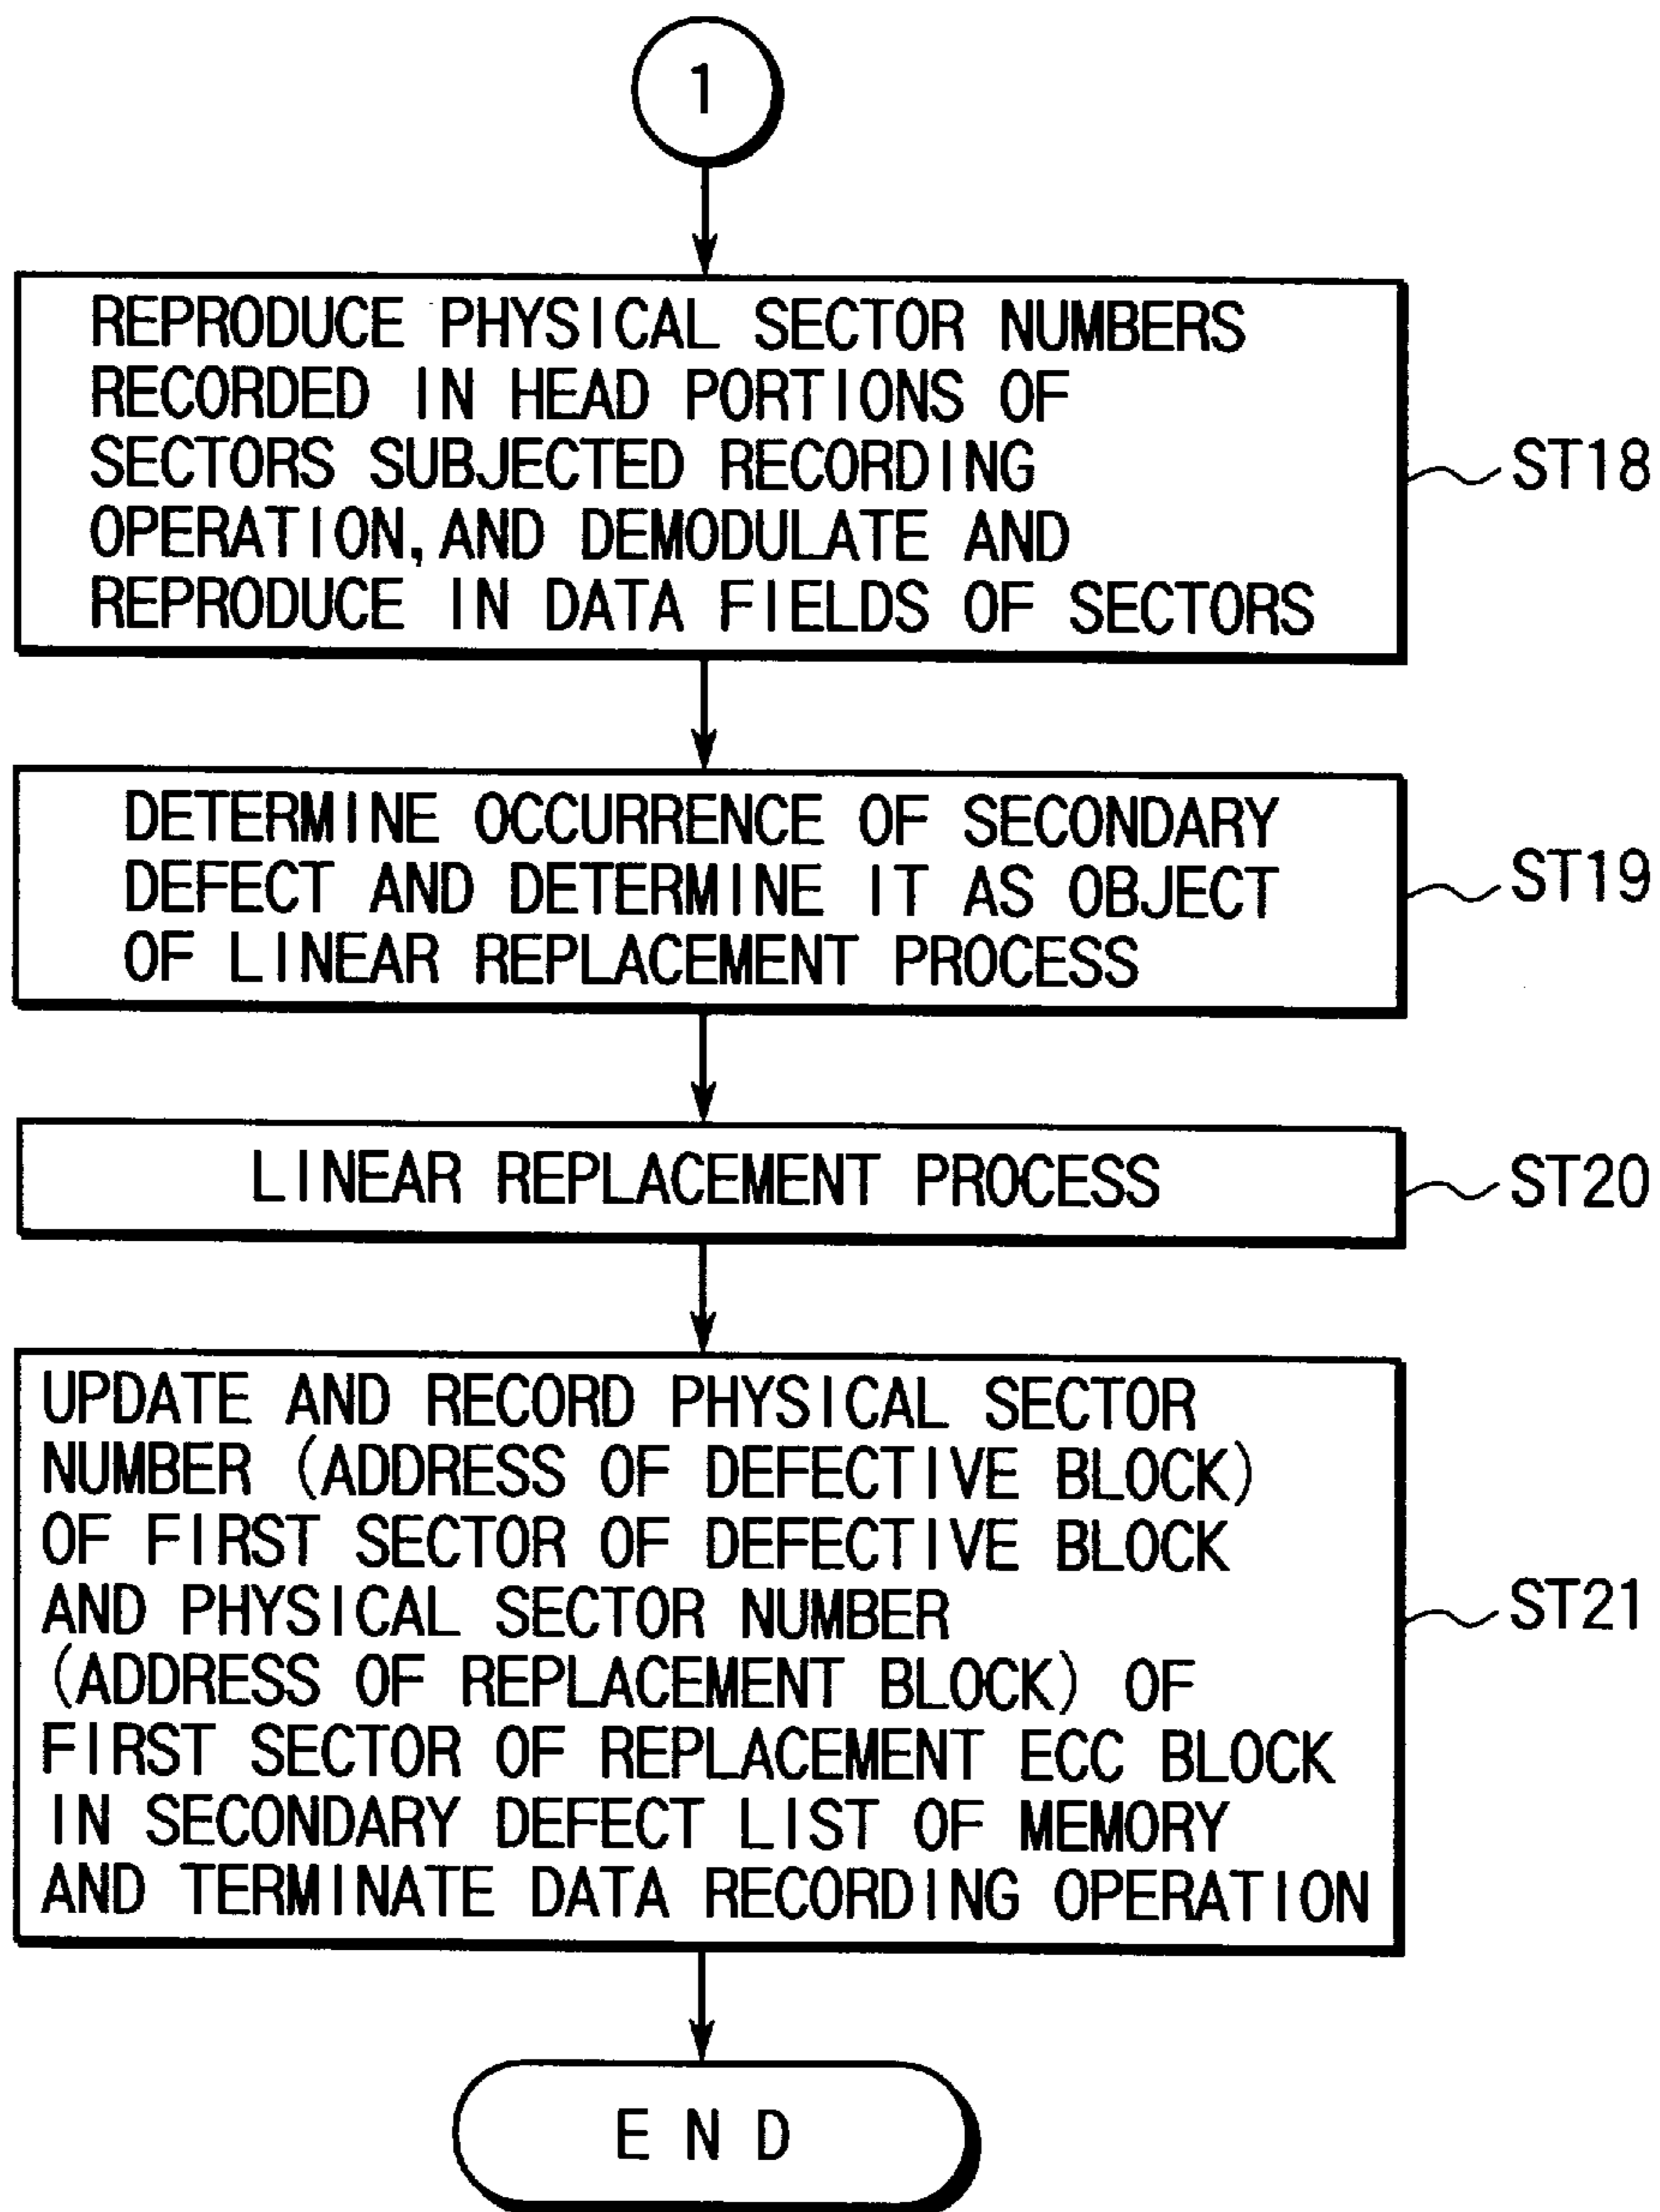 1
REPRODUCE PHYSICAL SECTOR NUMBERS
RECORDED IN HEAD PORTIONS OF
SECTORS SUBJECTED RECORDING
OPERATION, AND DEMODULATE AND
REPRODUCE IN DATA FIELDS OF SECTORS
ST18
DETERMINE OCCURRENCE OF SECONDARY
DEFECT AND DETERMINE IT AS OBJECT
OF LINEAR REPLACEMENT PROCESS
ST19
LINEAR REPLACEMENT PROCESS
ST20
UPDATE AND RECORD PHYSICAL SECTOR
NUMBER (ADDRESS OF DEFECTIVE BLOCK)
OF FIRST SECTOR OF DEFECTIVE BLOCK
AND PHYSICAL SECTOR NUMBER
(ADDRESS OF REPLACEMENT BLOCK) OF
FIRST SECTOR OF REPLACEMENT ECC BLOCK
IN SECONDARY DEFECT LIST OF MEMORY
AND TERMINATE DATA RECORDING OPERATION
ST21
END